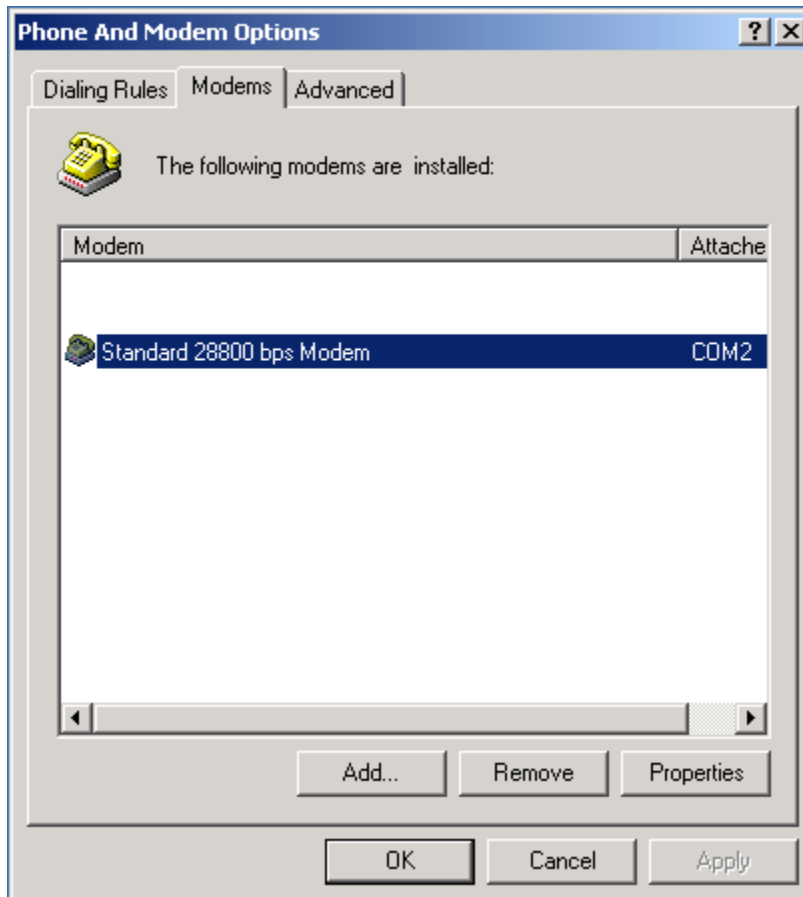 Phone And Modem Options
Dialing Rules Modems Advanced
The following modems are installed:
Modem Attache
Standard 28800 bps Modem COM2
Add... Remove Properties
OK Cancel Apply